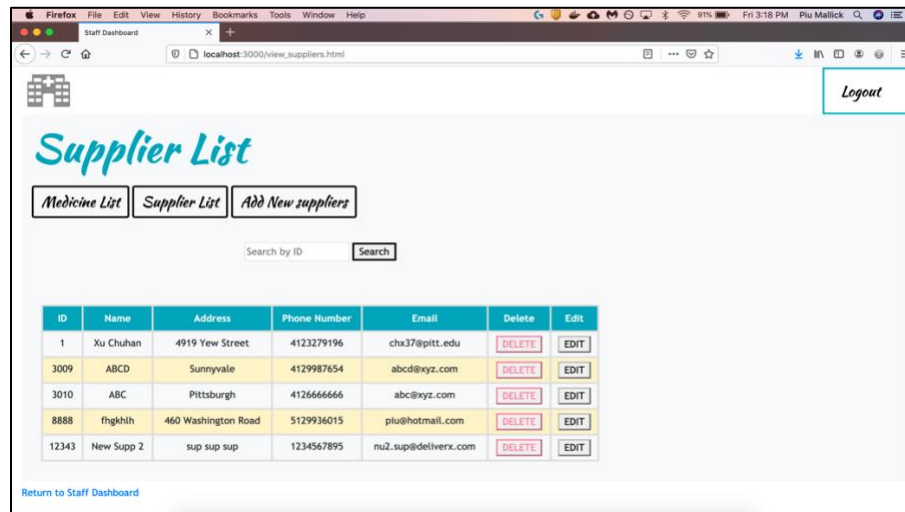 Firefox File Edit View History Bookmarks Tools Window Help 91% Fri 3:18 PM Piu Mallick
Staff Dashboard
localhost:3000/view_suppliers.html
Logout
Supplier List
Medicine List Supplier List Add New suppliers
Search by ID Search
ID Name Address Phone Number Email Delete Edit
1 Xu Chuhan 4919 Yew Street 4123279196 chx37@pitt.edu DELETE EDIT
3009 ABCD Sunnyvale 4129987654 abcd@xyz.com DELETE EDIT
3010 ABC Pittsburgh 4126666666 abc@xyz.com DELETE EDIT
8888 fhgkhlh 460 Washington Road 5129936015 piu@hotmail.com DELETE EDIT
12343 New Supp 2 sup sup sup 1234567895 nu2.sup@deliverx.com DELETE EDIT
Return to Staff Dashboard